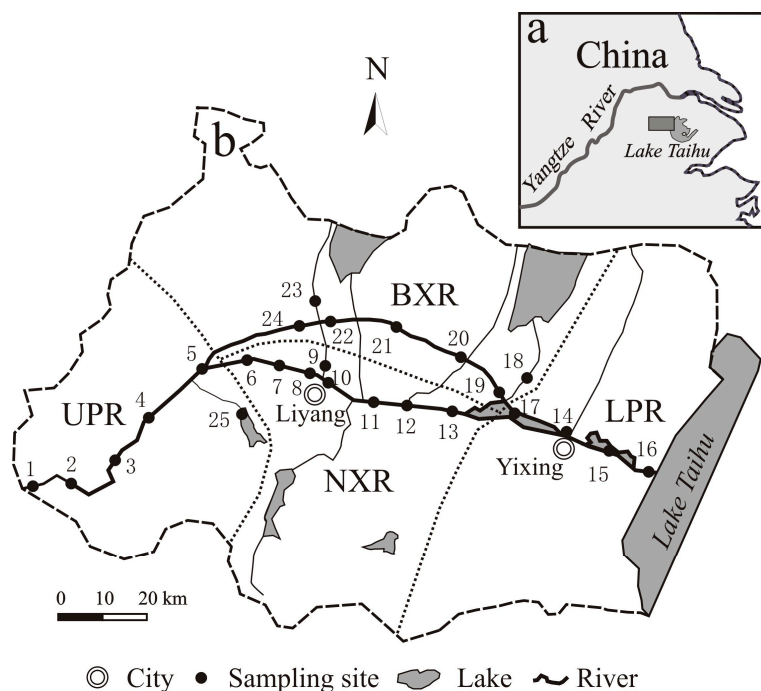 a
China
Yangtze River
Lake Taihu
N
b
23
BXR
24
22
21
20
5
9
18
6
7
8
10
19
4
UPR
Liyang
17
LPR
25
11
12
13
14
3
1
2
NXR
Yixing
15
16
Lake Taihu
0 10 20 km
City Sampling site Lake River